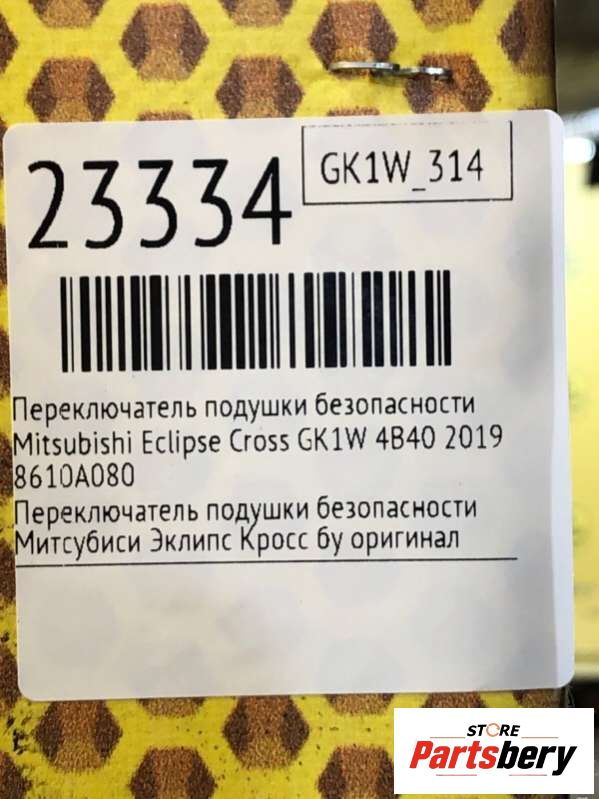 23334
GK1W_314
Переключатель подушки безопасности
Mitsubishi Eclipse Cross GK1W 4B40 2019
8610A080
Переключатель подушки безопасности
Митсубиси Эклипс Кросс бу оригинал
STORE
Partsbery